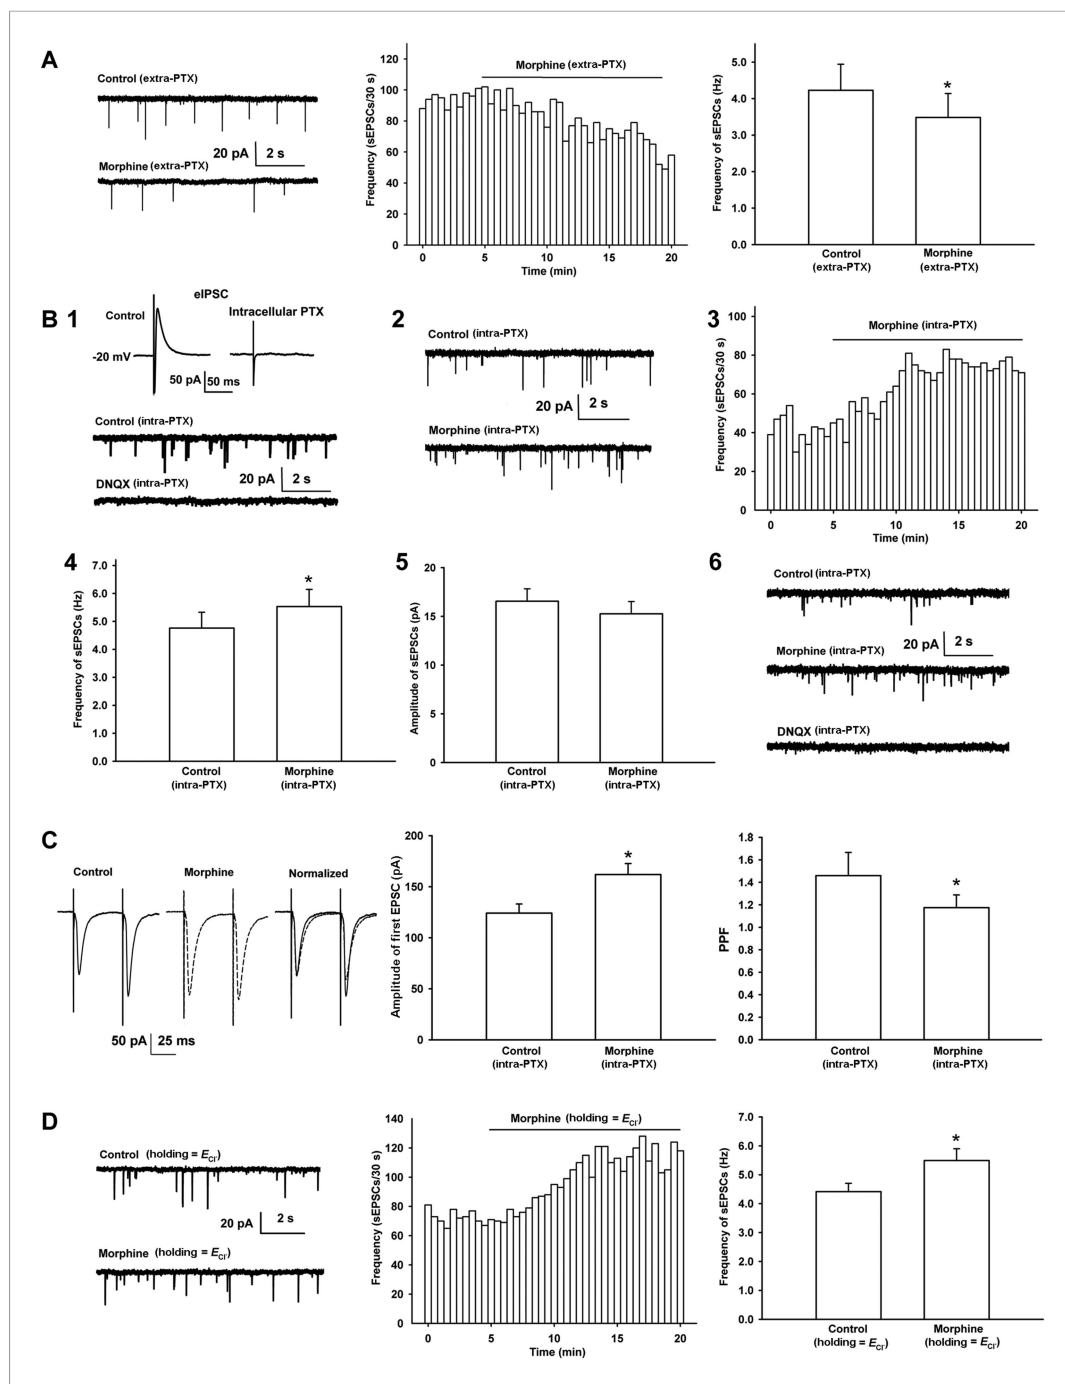 A
Control (extra-PTX)
20 pA
2 s
Morphine (extra-PTX)
Morphine (extra-PTX)
Frequency (sEPSCs/30 s)
120
100
80
60
40
20
0
0 5 10 15 20
Time (min)
Frequency of sEPSCs (Hz)
5.0
4.0
3.0
2.0
1.0
0.0
*
Control
(extra-PTX)
Morphine
(extra-PTX)
B 1
eIPSC
Control
Intracellular PTX
-20 mV
50 pA
50 ms
Control (intra-PTX)
20 pA
2 s
DNQX (intra-PTX)
2
Control (intra-PTX)
20 pA
2 s
Morphine (intra-PTX)
3
Morphine (intra-PTX)
Frequency (sEPSCs/30 s)
100
80
60
40
20
0
0 5 10 15 20
Time (min)
4
Frequency of sEPSCs (Hz)
7.0
6.0
5.0
4.0
3.0
2.0
1.0
0.0
*
Control
(intra-PTX)
Morphine
(intra-PTX)
5
Amplitude of sEPSCs (pA)
20
15
10
5
0
Control
(intra-PTX)
Morphine
(intra-PTX)
6
Control (intra-PTX)
20 pA
2 s
Morphine (intra-PTX)
DNQX (intra-PTX)
C
Control
Morphine
Normalized
50 pA
25 ms
Amplitude of first EPSC (pA)
200
150
100
50
0
*
Control
(intra-PTX)
Morphine
(intra-PTX)
PPF
1.8
1.6
1.4
1.2
1.0
0.8
0.6
0.4
0.2
0.0
*
Control
(intra-PTX)
Morphine
(intra-PTX)
D
Control (holding = ECl-)
20 pA
2 s
Morphine (holding = ECl-)
Morphine (holding = ECl-)
Frequency (sEPSCs/30 s)
140
120
100
80
60
40
20
0
0 5 10 15 20
Time (min)
Frequency of sEPSCs (Hz)
7.0
6.0
5.0
4.0
3.0
2.0
1.0
0.0
*
Control
(holding = ECl-)
Morphine
(holding = ECl-)